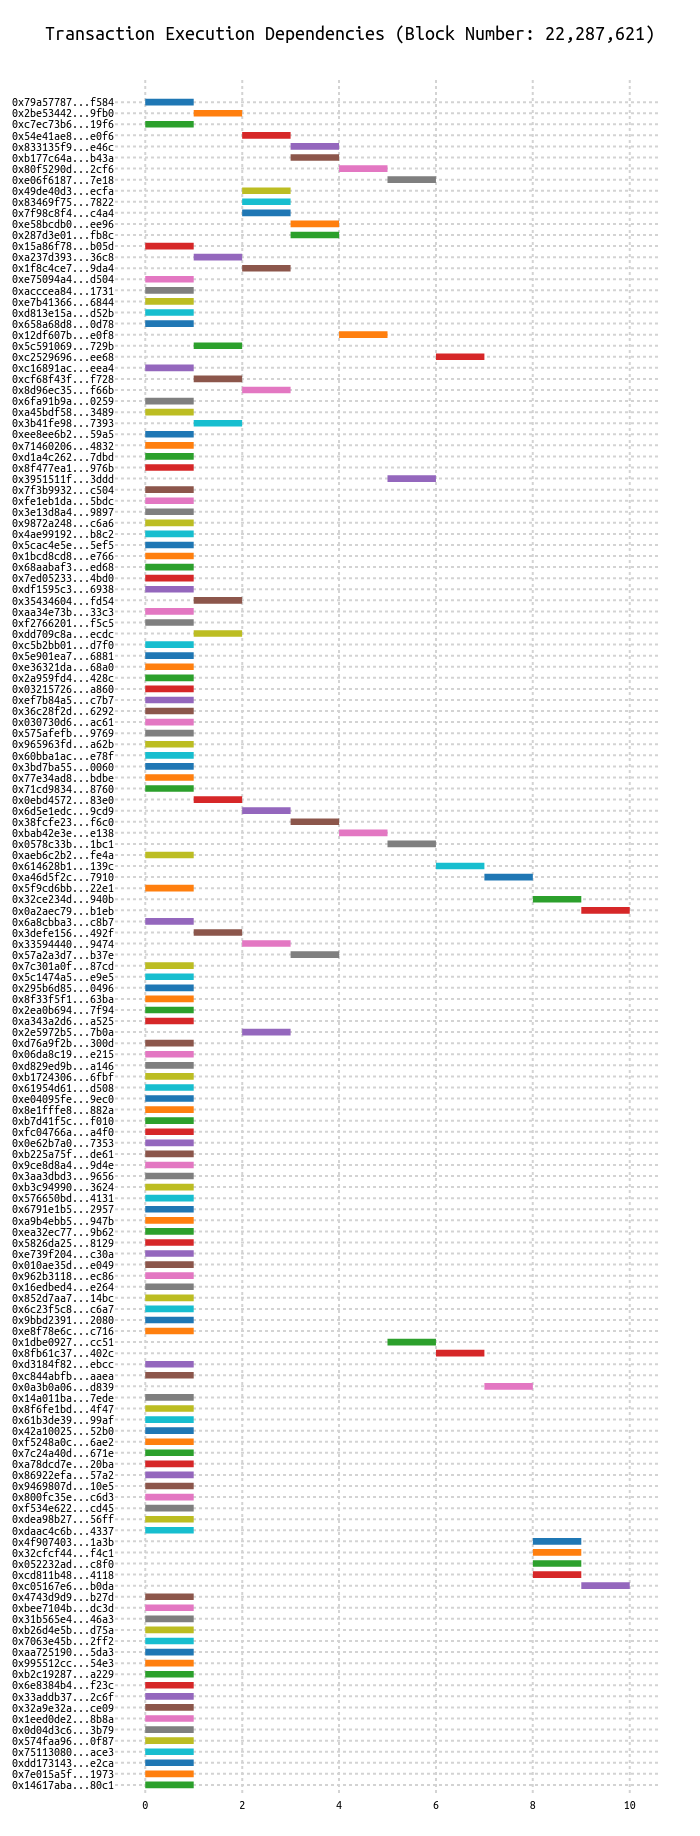 Transaction Execution Dependencies (Block Number: 22,287,621)
0x79a57787...f584
0x2be53442...9fb0
0xc7ec73b6...19f6
0x54e41ae8...e0f6
0x833135f9...e46c
0xb177c64a...b43a
0x80f5290d...2cf6
0xe06f6187...7e18
0x49de40d3...ecfa
0x83469f75...7822
0x7f98c8f4...c4a4
0xe58bcdb0...ee96
0x287d3e01...fb8c
0x15a86f78...b05d
0xa237d393...36c8
0x1f8c4ce7...9da4
0xe75094a4...d504
0xacccea84...1731
0xe7b41366...6844
0xd813e15a...d52b
0x658a68d8...0d78
0x12df607b...e0f8
0x5c591069...729b
0xc2529696...ee68
0xc16891ac...eea4
0xcf68f43f...f728
0x8d96ec35...f66b
0x6fa91b9a...0259
0xa45bdf58...3489
0x3b41fe98...7393
0xee8ee6b2...59a5
0x71460206...4832
0xd1a4c262...7dbd
0x8f477ea1...976b
0x3951511f...3ddd
0x7f3b9932...c504
0xfe1eb1da...5bdc
0x3e13d8a4...9897
0x9872a248...c6a6
0x4ae99192...b8c2
0x5cac4e5e...5ef5
0x1bcd8cd8...e766
0x68aabaf3...ed68
0x7ed05233...4bd0
0xdf1595c3...6938
0x35434604...fd54
0xaa34e73b...33c3
0xf2766201...f5c5
0xdd709c8a...ecdc
0xc5b2bb01...d7f0
0x5e901ea7...6881
0xe36321da...68a0
0x2a959fd4...428c
0x03215726...a860
0xef7b84a5...c7b7
0x36c28f2d...6292
0x030730d6...ac61
0x575afefb...9769
0x965963fd...a62b
0x60bba1ac...e78f
0x3bd7ba55...0060
0x77e34ad8...bdbe
0x71cd9834...8760
0x0ebd4572...83e0
0x6d5e1edc...9cd9
0x38fcfe23...f6c0
0xbab42e3e...e138
0x0578c33b...1bc1
0xaeb6c2b2...fe4a
0x614628b1...139c
0xa46d5f2c...7910
0x5f9cd6bb...22e1
0x32ce234d...940b
0x0a2aec79...b1eb
0x6a8cbba3...c8b7
0x3defe156...492f
0x33594440...9474
0x57a2a3d7...b37e
0x7c301a0f...87cd
0x5c1474a5...e9e5
0x295b6d85...0496
0x8f33f5f1...63ba
0x2ea0b694...7f94
0xa343a2d6...a525
0x2e5972b5...7b0a
0xd76a9f2b...300d
0x06da8c19...e215
0xd829ed9b...a146
0xb1724306...6fbf
0x61954d61...d508
0xe04095fe...9ec0
0x8e1fffe8...882a
0xb7d41f5c...f010
0xfc04766a...a4f0
0x0e62b7a0...7353
0xb225a75f...de61
0x9ce8d8a4...9d4e
0x3aa3dbd3...9656
0xb3c94990...3624
0x576650bd...4131
0x6791e1b5...2957
0xa9b4ebb5...947b
0xea32ec77...9b62
0x5826da25...8129
0xe739f204...c30a
0x010ae35d...e049
0x962b3118...ec86
0x16edbed4...e264
0x852d7aa7...14bc
0x6c23f5c8...c6a7
0x9bbd2391...2080
0xe8f78e6c...c716
0x1dbe0927...cc51
0x8fb61c37...402c
0xd3184f82...ebcc
0xc844abfb...aaea
0x0a3b0a06...d839
0x14a011ba...7ede
0x8f6fe1bd...4f47
0x61b3de39...99af
0x42a10025...52b0
0xf5248a0c...6ae2
0x7c24a40d...671e
0xa78dcd7e...20ba
0x86922efa...57a2
0x9469807d...10e5
0x800fc35e...c6d3
0xf534e622...cd45
0xdea98b27...56ff
0xdaac4c6b...4337
0x4f907403...1a3b
0x32cfcf44...f4c1
0x052232ad...c8f0
0xcd811b48...4118
0xc05167e6...b0da
0x4743d9d9...b27d
0xbee7104b...dc3d
0x31b565e4...46a3
0xb26d4e5b...d75a
0x7063e45b...2ff2
0xaa725190...5da3
0x995512cc...54e3
0xb2c19287...a229
0x6e8384b4...f23c
0x33addb37...2c6f
0x32a9e32a...ce09
0x1eed0de2...8b8a
0x0d04d3c6...3b79
0x574faa96...0f87
0x75113080...ace3
0xdd173143...e2ca
0x7e015a5f...1973
0x14617aba...80c1
0 2 4 6 8 10